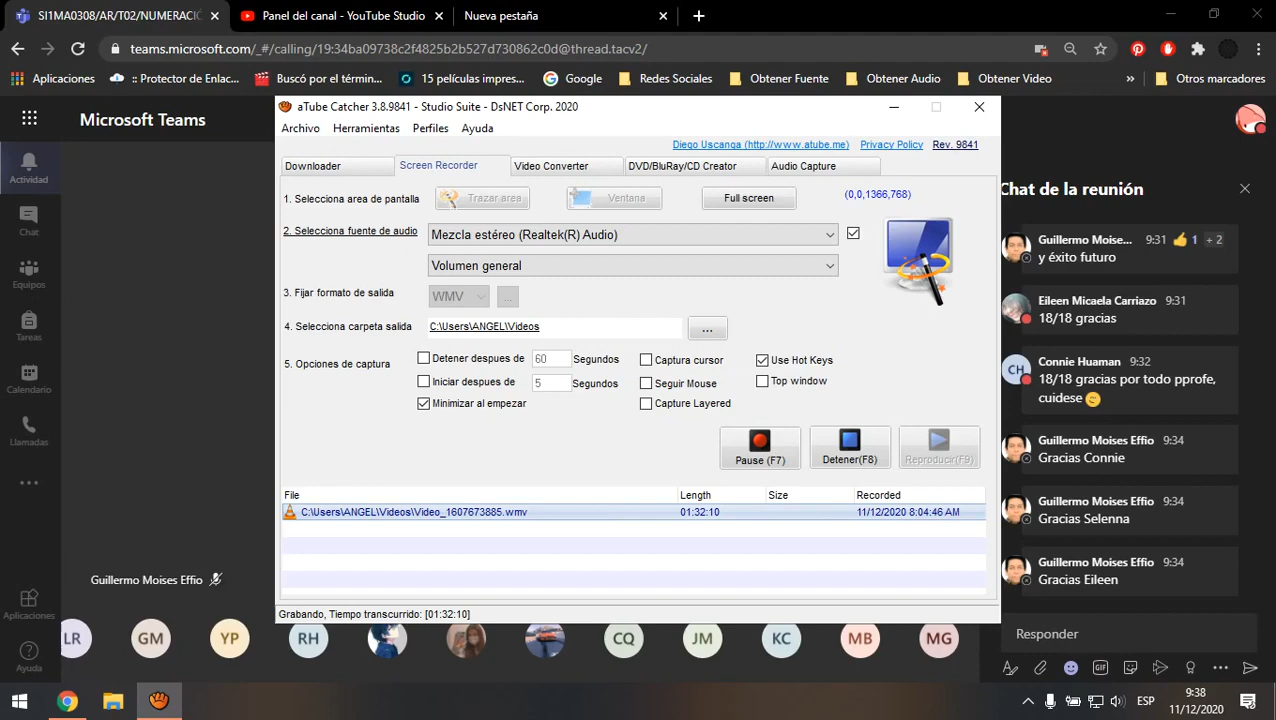 SI1MA0308/AR/T02/NUMERACIÓ
Panel del canal - YouTube Studio
Nueva pestaña
teams.microsoft.com/_#/calling/19:34ba09738c2f4825b2b527d730862c0d@thread.tacv2/
Aplicaciones
:: Protector de Enlac...
Buscó por el términ...
15 películas impres...
Google
Redes Sociales
Obtener Fuente
Obtener Audio
Obtener Video
»
Otros marcadores
Microsoft Teams
Actividad
Chat
Equipos
Tareas
Calendario
Llamadas
Aplicaciones
Ayuda
aTube Catcher 3.8.9841 - Studio Suite - DsNET Corp. 2020
Archivo Herramientas Perfiles Ayuda
Diego Uscanga (http://www.atube.me) Privacy Policy Rev. 9841
Downloader Screen Recorder Video Converter DVD/BluRay/CD Creator Audio Capture
1. Selecciona area de pantalla Trazar area Ventana Full screen (0,0,1366,768)
2. Selecciona fuente de audio Mezcla estéreo (Realtek(R) Audio)
Volumen general
3. Fijar formato de salida WMV ...
4. Selecciona carpeta salida C:\Users\ANGEL\Videos ...
5. Opciones de captura Detener despues de 60 Segundos Captura cursor Use Hot Keys
Iniciar despues de 5 Segundos Seguir Mouse Top window
Minimizar al empezar Capture Layered
Pause (F7) Detener(F8) Reproducir(F9)
File Length Size Recorded
C:\Users\ANGEL\Videos\Video_1607673885.wmv 01:32:10 11/12/2020 8:04:46 AM
Grabando, Tiempo transcurrido: [01:32:10]
Guillermo Moises Effio
LR GM YP RH CQ JM KC MB MG
Chat de la reunión
Guillermo Moise... 9:31 1 + 2
y éxito futuro
Eileen Micaela Carriazo 9:31
18/18 gracias
CH
Connie Huaman 9:32
18/18 gracias por todo pprofe,
cuidese
Guillermo Moises Effio 9:34
Gracias Connie
Guillermo Moises Effio 9:34
Gracias Selenna
Guillermo Moises Effio 9:34
Gracias Eileen
Responder
GIF
ESP
9:38
11/12/2020